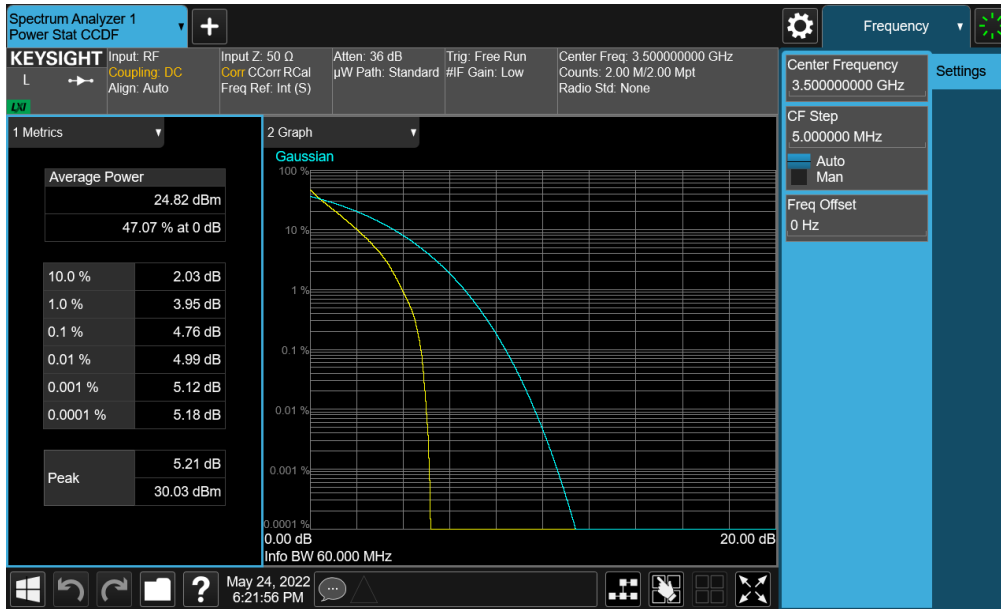 Spectrum Analyzer 1
Power Stat CCDF
Frequency
KEYSIGHT
L
LXI
Input: RF
Coupling: DC
Align: Auto
Input Z: 50 Ω
Corr CCorr RCal
Freq Ref: Int (S)
Atten: 36 dB
µW Path: Standard
Trig: Free Run
#IF Gain: Low
Center Freq: 3.500000000 GHz
Counts: 2.00 M/2.00 Mpt
Radio Std: None
Center Frequency
3.500000000 GHz
Settings
CF Step
5.000000 MHz
Auto
Man
Freq Offset
0 Hz
1 Metrics
Average Power
24.82 dBm
47.07 % at 0 dB
10.0 % 2.03 dB
1.0 % 3.95 dB
0.1 % 4.76 dB
0.01 % 4.99 dB
0.001 % 5.12 dB
0.0001 % 5.18 dB
Peak
5.21 dB
30.03 dBm
2 Graph
Gaussian
100 %
10 %
1 %
0.1 %
0.01 %
0.001 %
0.0001 %
0.00 dB 20.00 dB
Info BW 60.000 MHz
?
May 24, 2022
6:21:56 PM